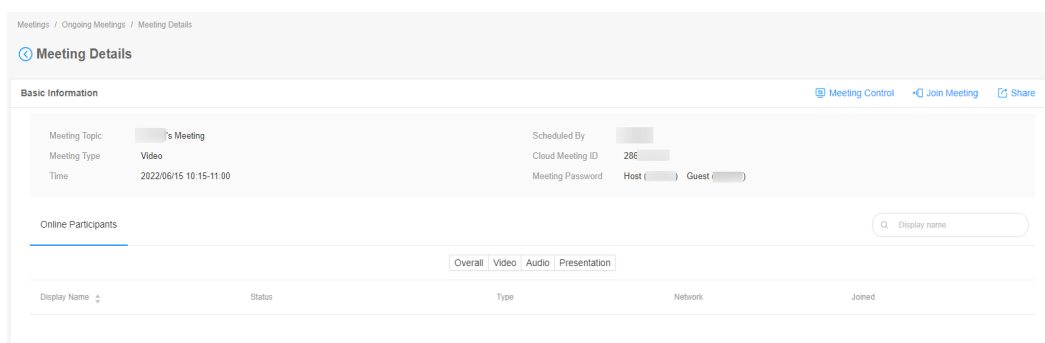 Meetings / Ongoing Meetings / Meeting Details
Meeting Details
Basic Information Meeting Control Join Meeting Share
Meeting Topic 's Meeting Scheduled By
Meeting Type Video Cloud Meeting ID 286
Time 2022/06/15 10:15-11:00 Meeting Password Host ( ) Guest ( )
Online Participants Display name
Overall Video Audio Presentation
Display Name Status Type Network Joined